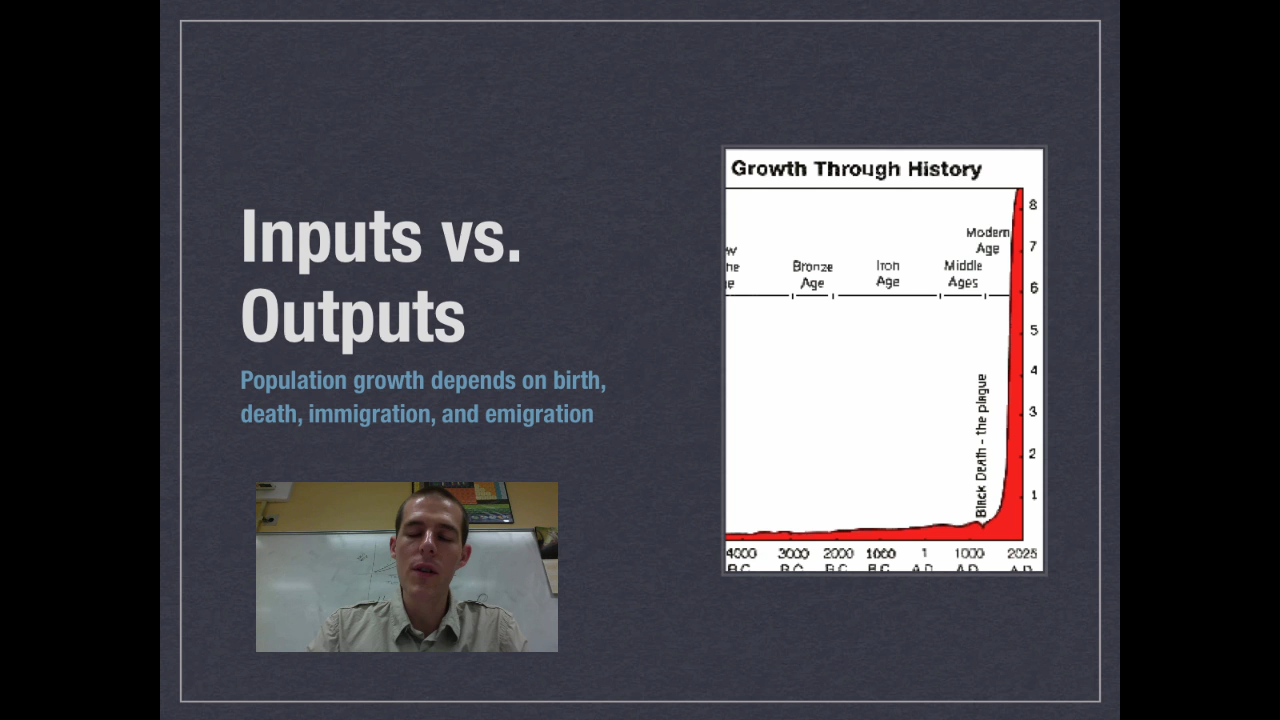 Inputs vs.
Outputs
Population growth depends on birth,
death, immigration, and emigration
Growth Through History
8
Modern
Age
7
w
he
e
Bronze
Age
Iron
Age
Middle
Ages
6
5
4
3
2
1
Black Death - the plague
4000 3000 2000 1000 1 1000 2025
B.C. B.C. B.C. B.C. A.D. A.D. A.D.